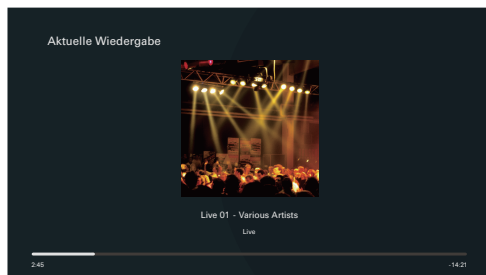 Aktuelle Wiedergabe
Live 01 - Various Artists
Live
2:45
-14:21